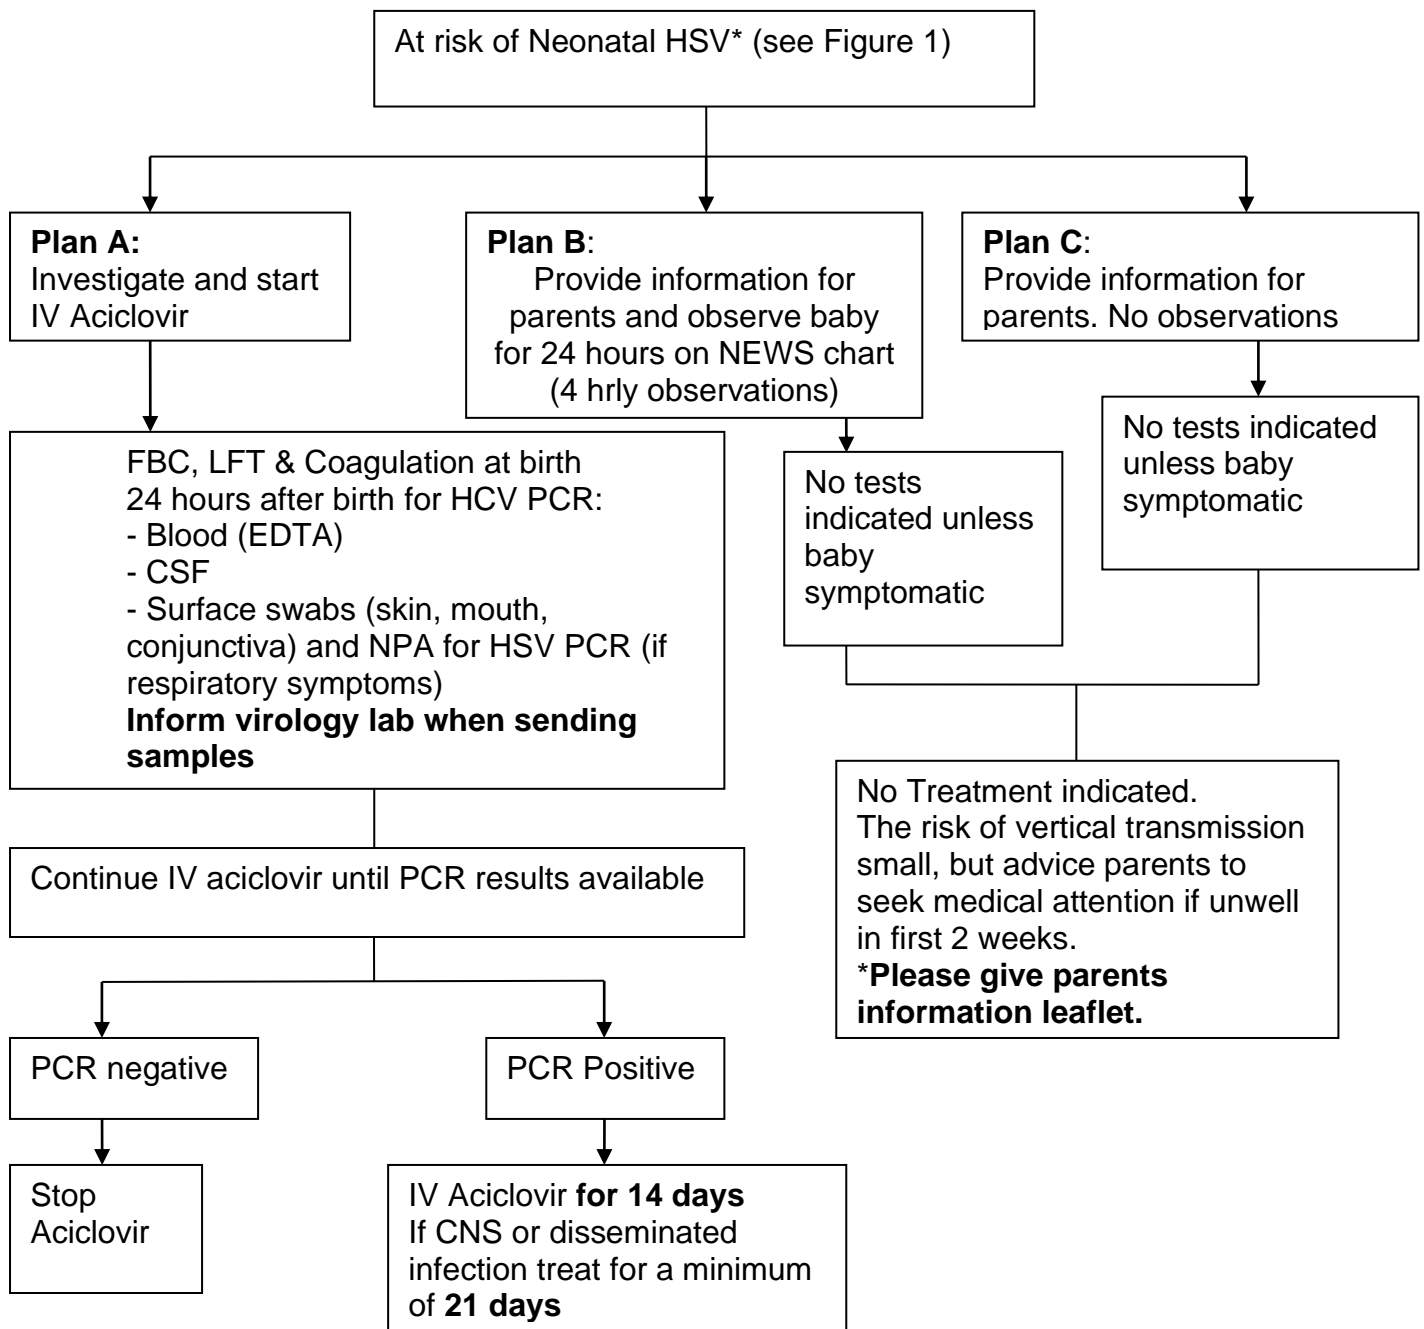 At risk of Neonatal HSV* (see Figure 1)
Plan A:
Investigate and start
IV Aciclovir
Plan B:
Provide information for
parents and observe baby
for 24 hours on NEWS chart
(4 hrly observations)
Plan C:
Provide information for
parents. No observations
FBC, LFT & Coagulation at birth
24 hours after birth for HCV PCR:
- Blood (EDTA)
- CSF
- Surface swabs (skin, mouth,
conjunctiva) and NPA for HSV PCR (if
respiratory symptoms)
Inform virology lab when sending
samples
No tests
indicated unless
baby
symptomatic
No tests indicated
unless baby
symptomatic
Continue IV aciclovir until PCR results available
No Treatment indicated.
The risk of vertical transmission
small, but advice parents to
seek medical attention if unwell
in first 2 weeks.
*Please give parents
information leaflet.
PCR negative
PCR Positive
Stop
Aciclovir
IV Aciclovir for 14 days
If CNS or disseminated
infection treat for a minimum
of 21 days